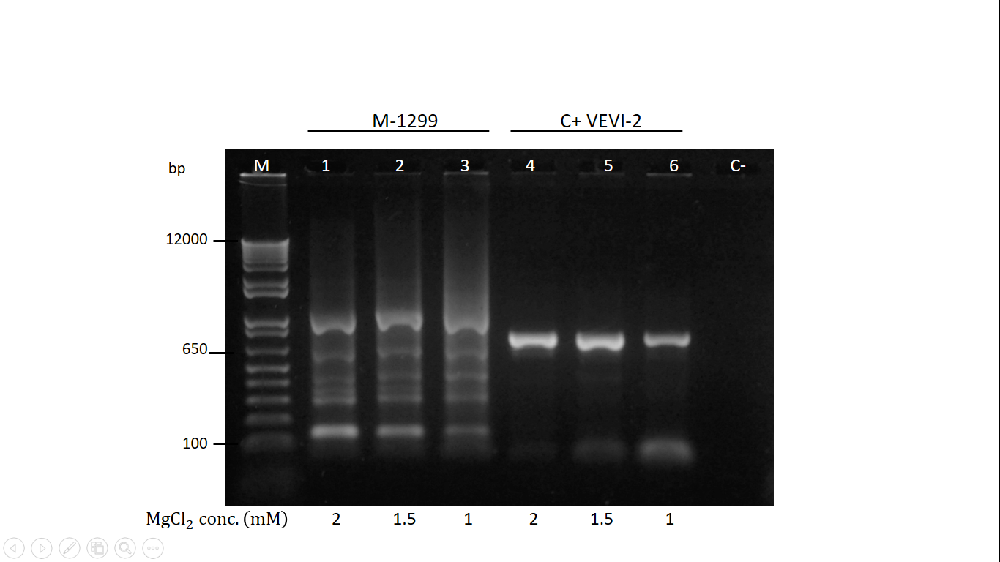 M-1299 C+ VEVI-2
bp M 1 2 3 4 5 6 C-
12000
650
100
MgCl₂ conc. (mM) 2 1.5 1 2 1.5 1